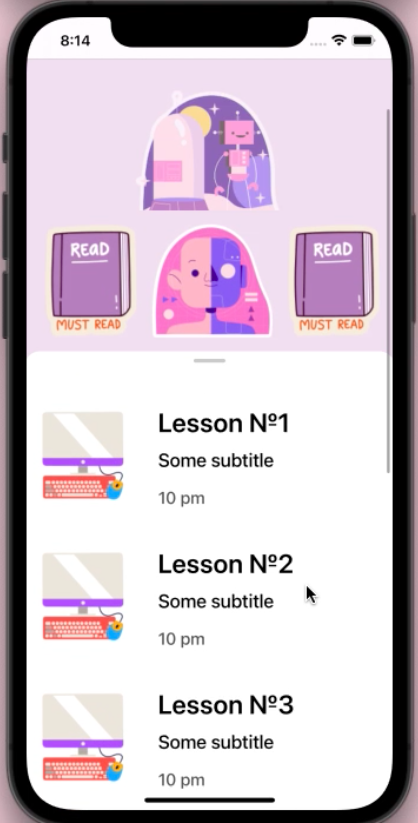 8:14
READ
MUST READ
READ
MUST READ
Lesson Nº1
Some subtitle
10 pm
Lesson Nº2
Some subtitle
10 pm
Lesson Nº3
Some subtitle
10 pm